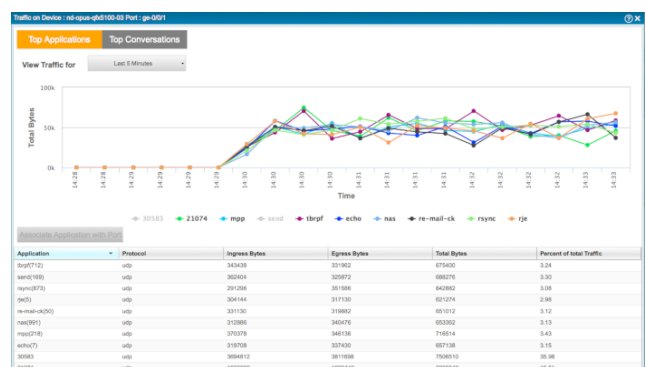 Traffic on Device : nd-opus-qfx5100-03 Port : ge-0/0/1
Top Applications Top Conversations
View Traffic for Last 5 Minutes
100k
50k
0k
Total Bytes
14:28 14:28 14:29 14:29 14:29 14:29 14:30 14:30 14:30 14:30 14:31 14:31 14:31 14:31 14:32 14:32 14:32 14:32 14:33 14:33
Time
30583 21074 mpp send tbrpf echo nas re-mail-ck rsync rje
Associate Application with Port
Application Protocol Ingress Bytes Egress Bytes Total Bytes Percent of total Traffic
tbrpf(712) udp 343438 331962 675400 3.24
send(169) udp 362404 325872 688276 3.30
rsync(873) udp 291296 351586 642882 3.08
rje(5) udp 304144 317130 621274 2.98
re-mail-ck(50) udp 331130 319882 651012 3.12
nas(991) udp 312886 340476 653362 3.13
mpp(218) udp 370378 346136 716514 3.43
echo(7) udp 319708 337430 657138 3.15
30583 udp 3694812 3811698 7506510 35.98